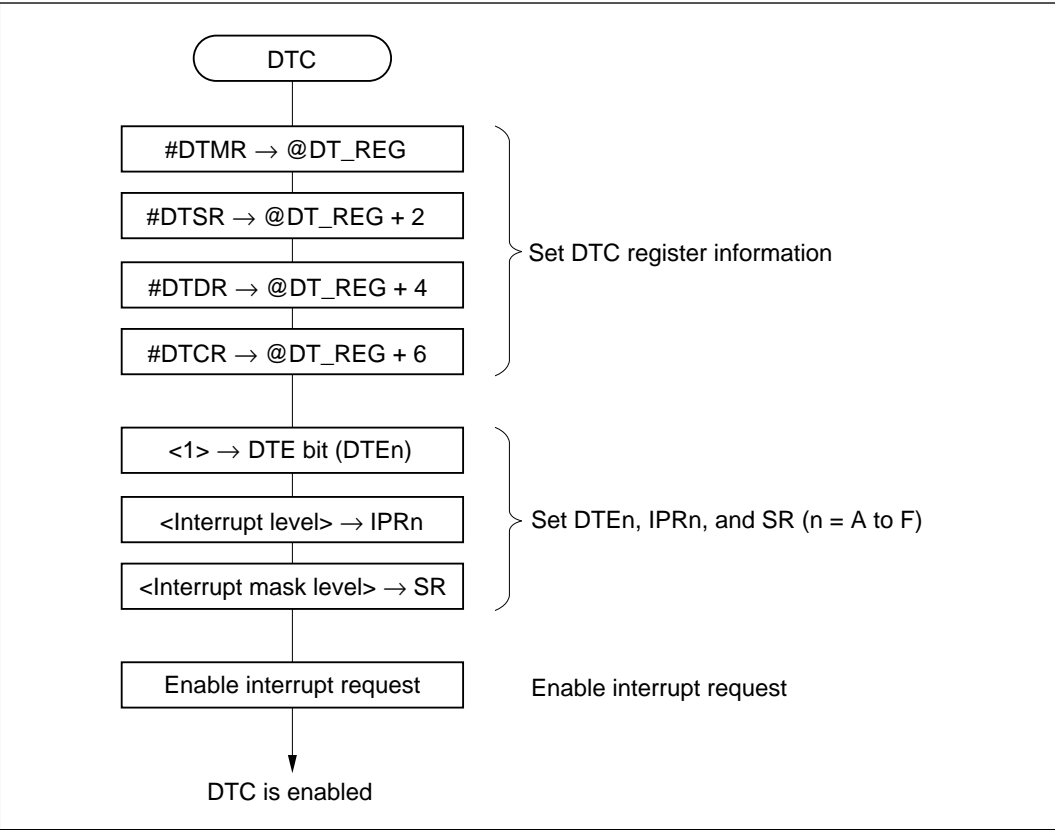 DTC
#DTMR → @DT_REG
#DTSR → @DT_REG + 2
#DTDR → @DT_REG + 4
#DTCR → @DT_REG + 6
Set DTC register information
<1> → DTE bit (DTEn)
<Interrupt level> → IPRn
<Interrupt mask level> → SR
Set DTEn, IPRn, and SR (n = A to F)
Enable interrupt request
Enable interrupt request
DTC is enabled